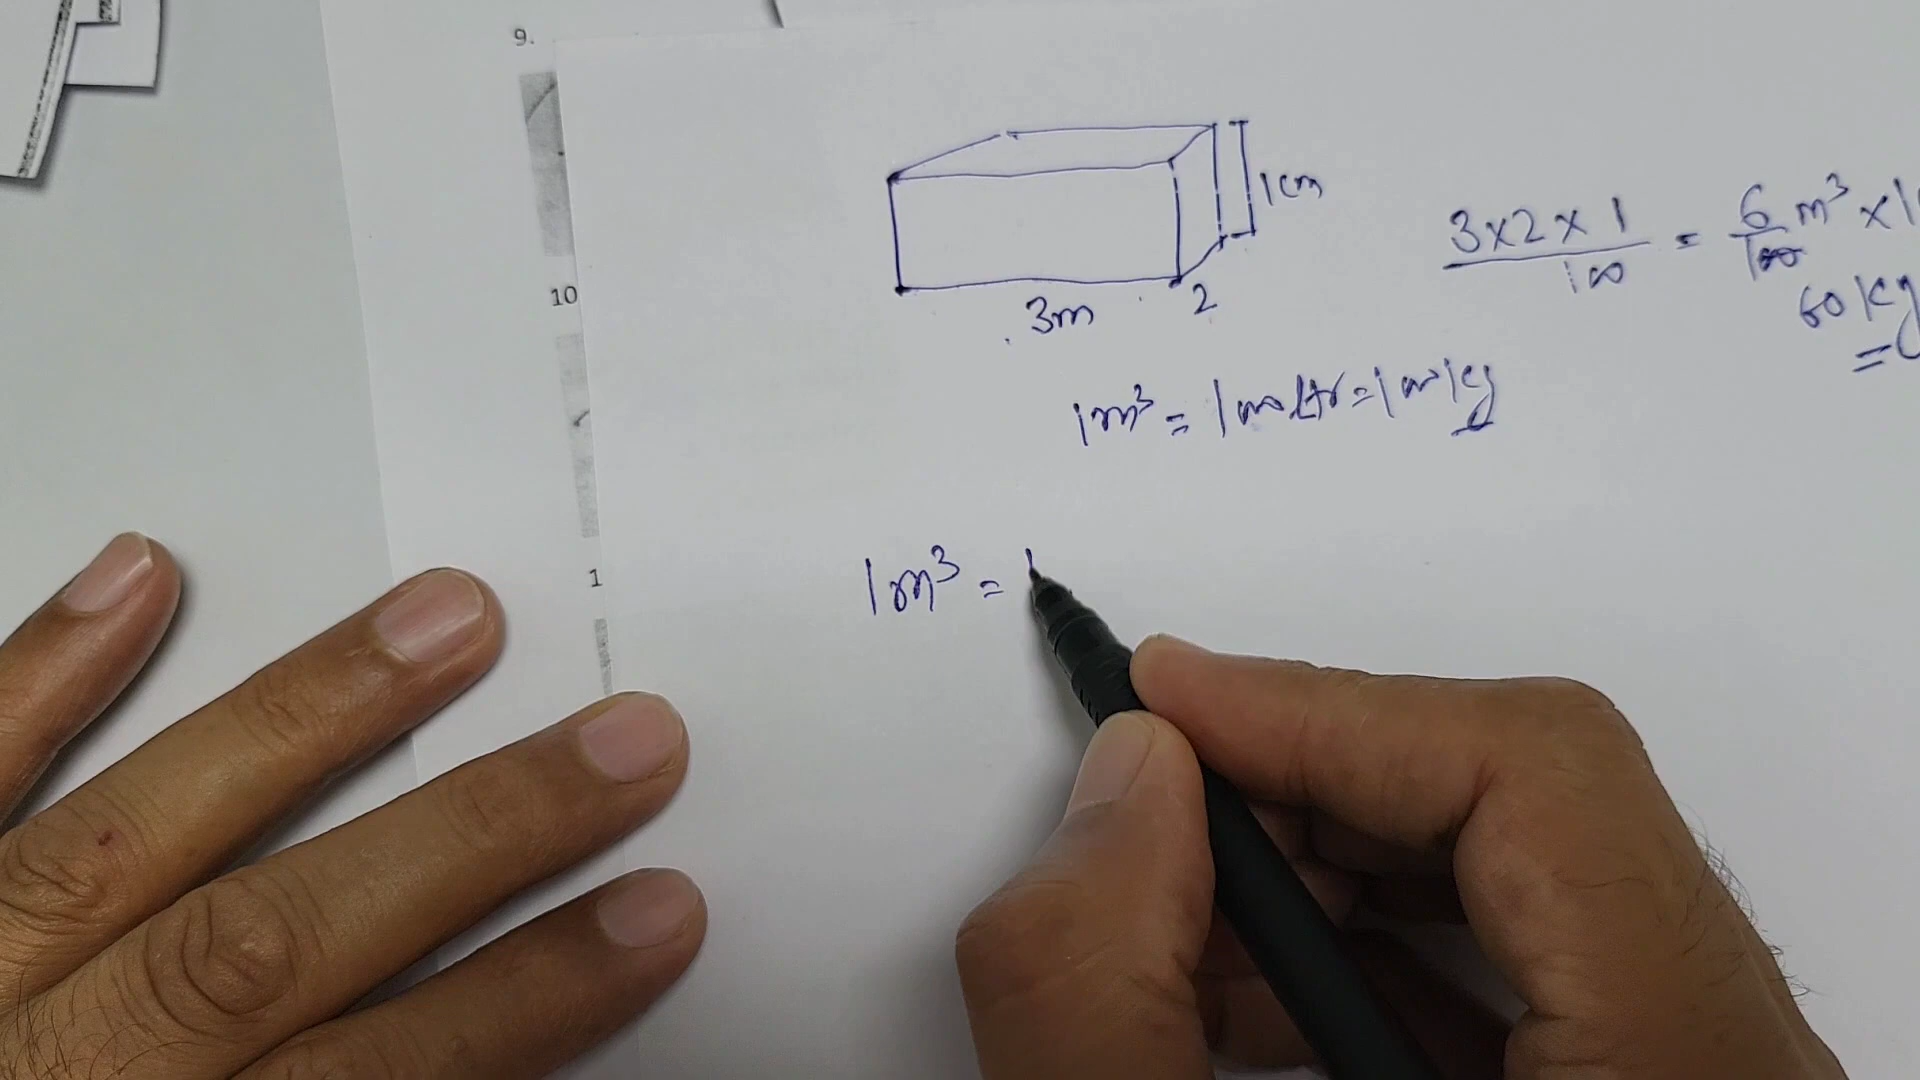 9.
10
1
1cm
3m
2
3x2x1/100 = 6/100 m³ x 1
60 kg
=
1m³ = 1000 Ltr = 1000 kg
1m³ = 1